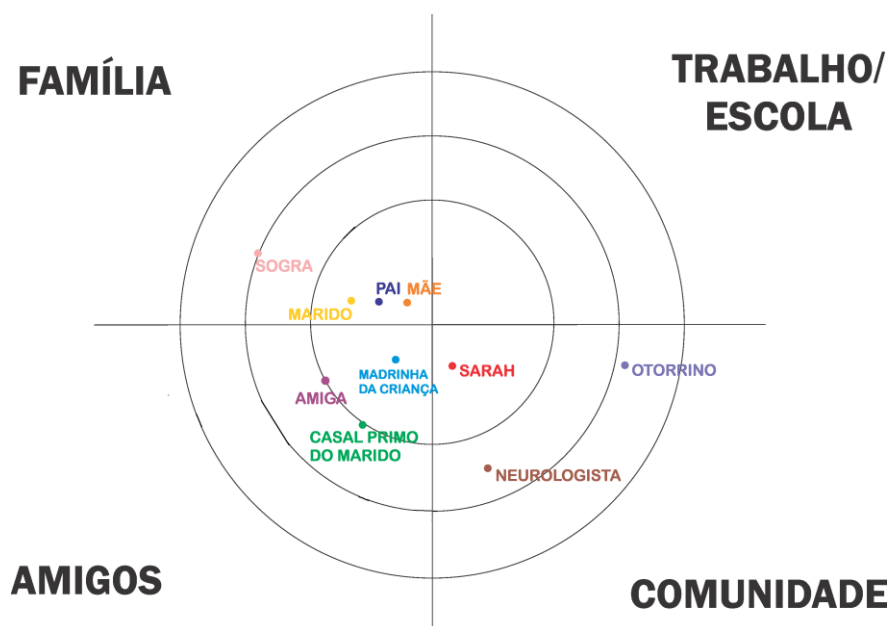 FAMÍLIA
TRABALHO/
ESCOLA
SOGRA
PAI
MÃE
MARIDO
MADRINHA
DA CRIANÇA
SARAH
OTORRINO
AMIGA
CASAL PRIMO
DO MARIDO
NEUROLOGISTA
AMIGOS
COMUNIDADE